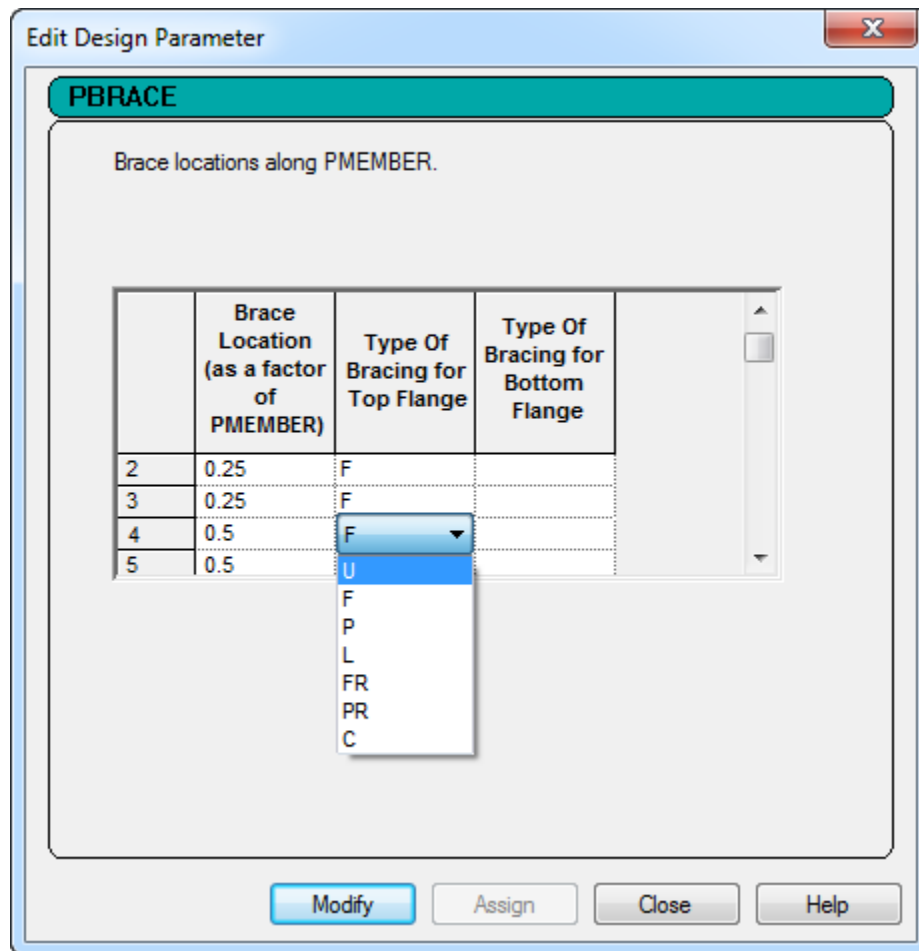 Edit Design Parameter
x
PBRACE
Brace locations along PMEMBER.
Brace
Location
(as a factor
of
PMEMBER)
Type Of
Bracing for
Top Flange
Type Of
Bracing for
Bottom
Flange
2 0.25 F
3 0.25 F
4 0.5 F
5 0.5
U
F
P
L
FR
PR
C
Modify Assign Close Help